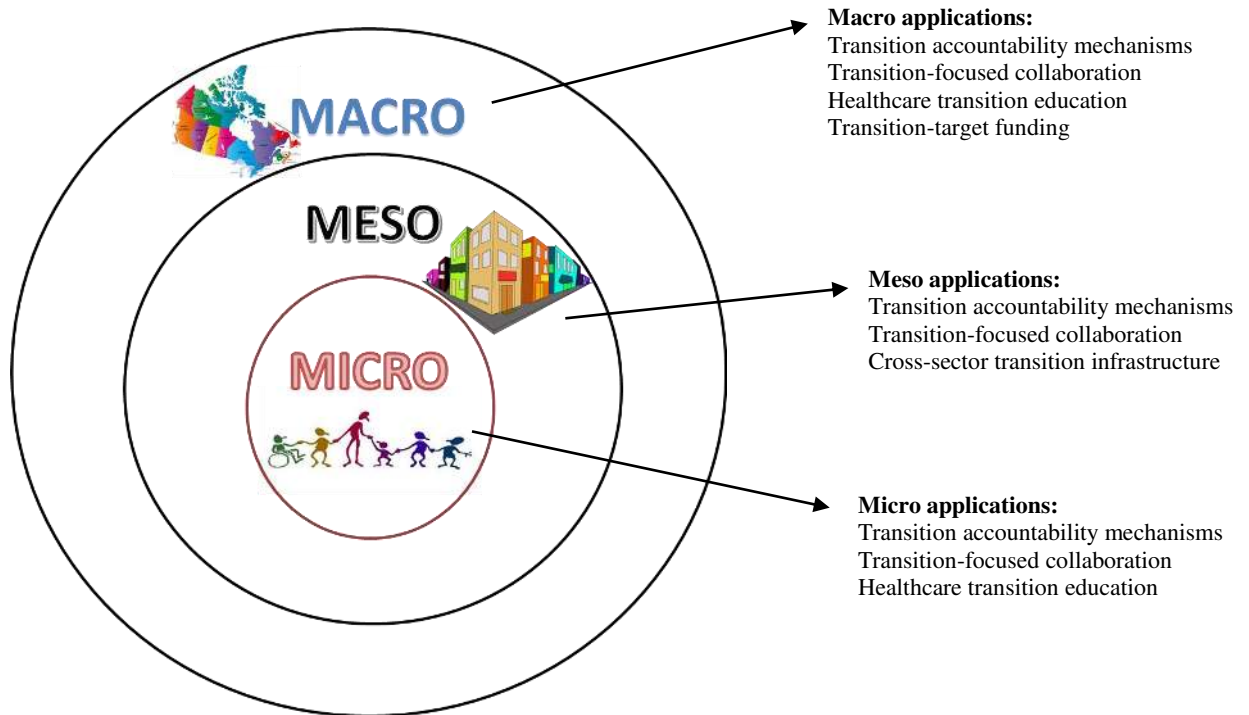 MACRO
MESO
MICRO
Macro applications:
Transition accountability mechanisms
Transition-focused collaboration
Healthcare transition education
Transition-target funding
Meso applications:
Transition accountability mechanisms
Transition-focused collaboration
Cross-sector transition infrastructure
Micro applications:
Transition accountability mechanisms
Transition-focused collaboration
Healthcare transition education